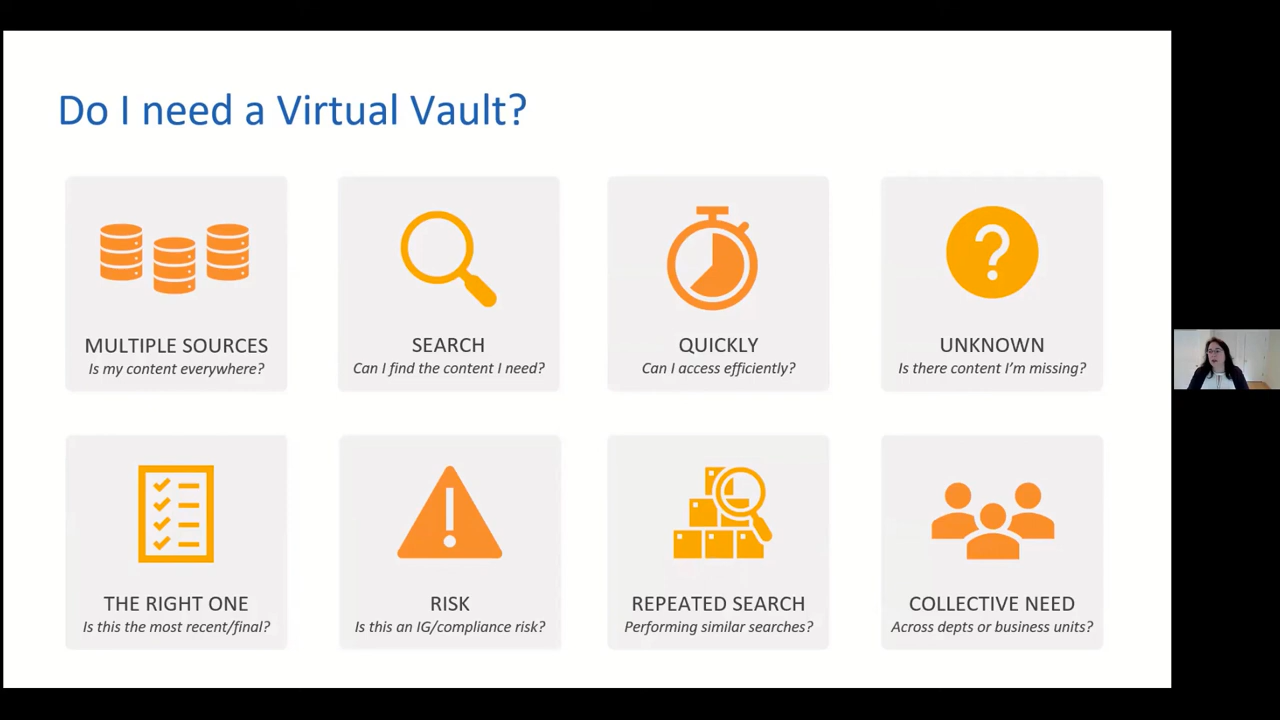 Do I need a Virtual Vault?
MULTIPLE SOURCES
Is my content everywhere?
SEARCH
Can I find the content I need?
QUICKLY
Can I access efficiently?
UNKNOWN
Is there content I'm missing?
THE RIGHT ONE
Is this the most recent/final?
RISK
Is this an IG/compliance risk?
REPEATED SEARCH
Performing similar searches?
COLLECTIVE NEED
Across depts or business units?